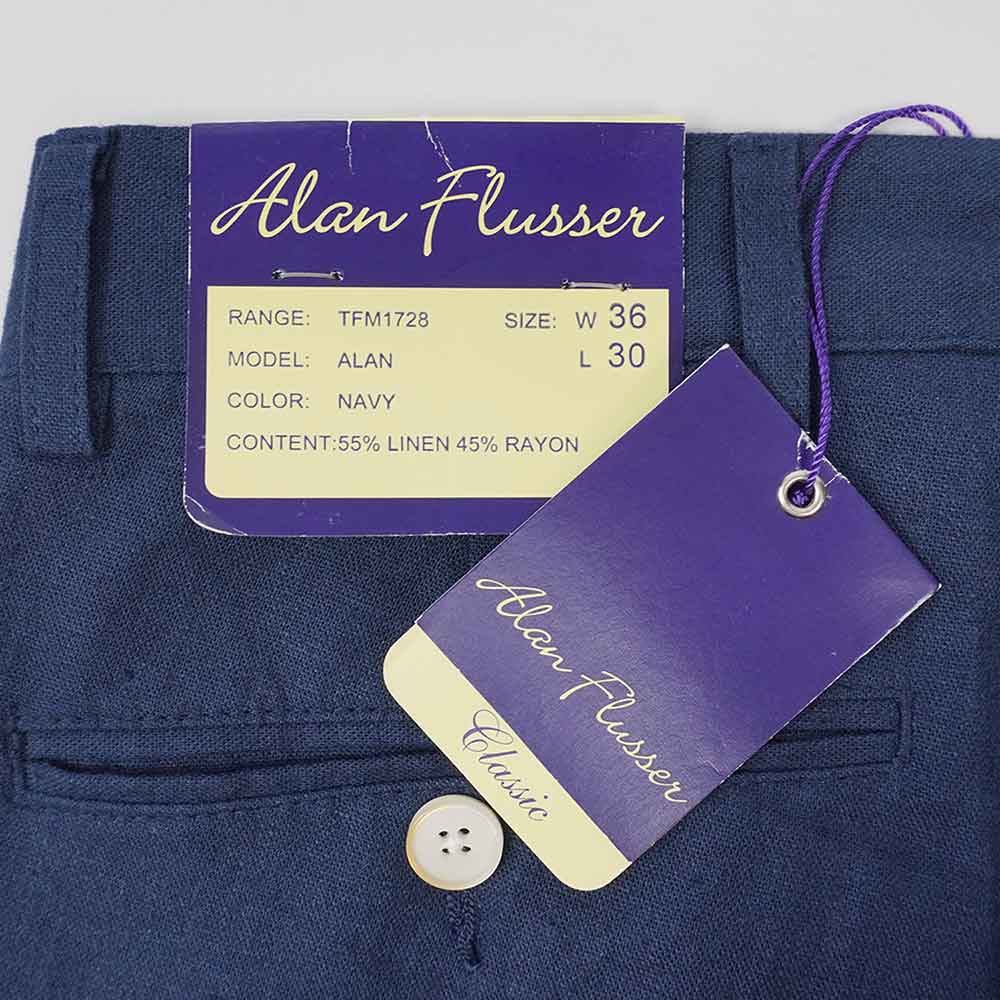 Alan Flusser
RANGE: TFM1728 SIZE: W 36
MODEL: ALAN L 30
COLOR: NAVY
CONTENT:55% LINEN 45% RAYON
Alan Flusser
Classic